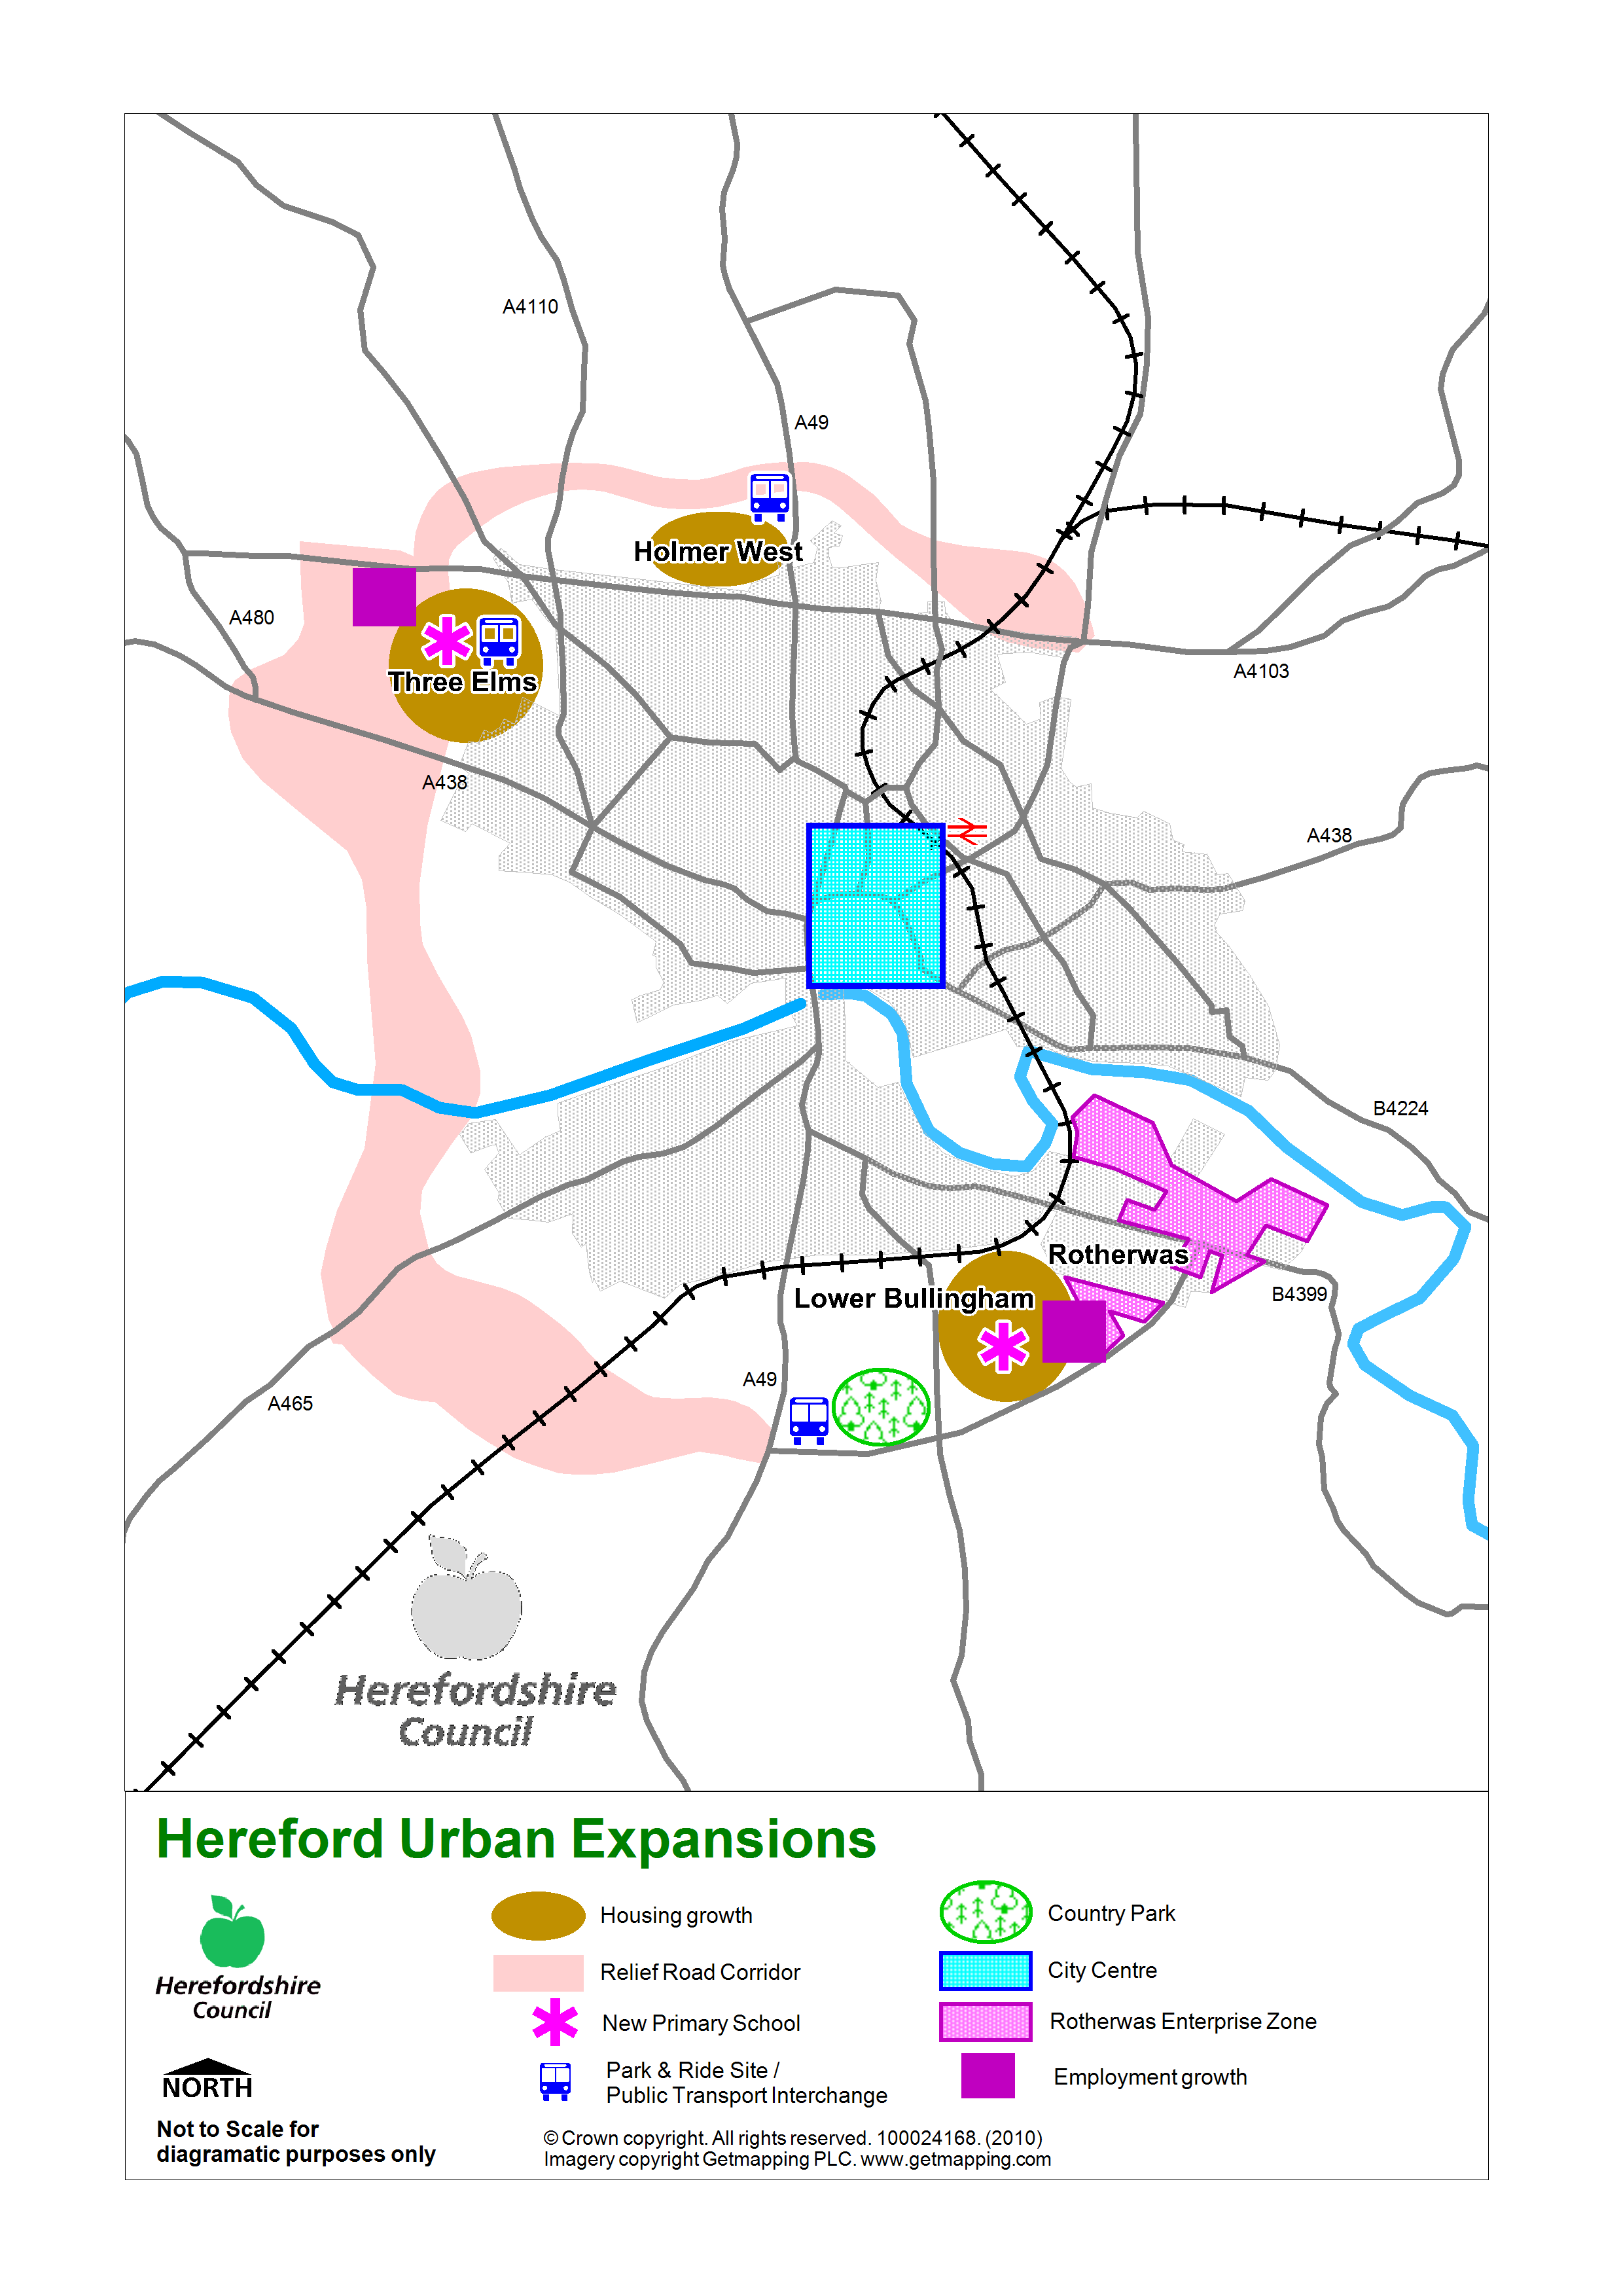 A4110
A49
Holmer West
A480
Three Elms
A4103
A438
A438
B4224
Rotherwas
Lower Bullingham
B4399
A49
A465
Herefordshire
Council
Hereford Urban Expansions
Herefordshire
Council
NORTH
Not to Scale for
diagramatic purposes only
Housing growth
Relief Road Corridor
New Primary School
Park & Ride Site /
Public Transport Interchange
Country Park
City Centre
Rotherwas Enterprise Zone
Employment growth
© Crown copyright. All rights reserved. 100024168. (2010)
Imagery copyright Getmapping PLC. www.getmapping.com